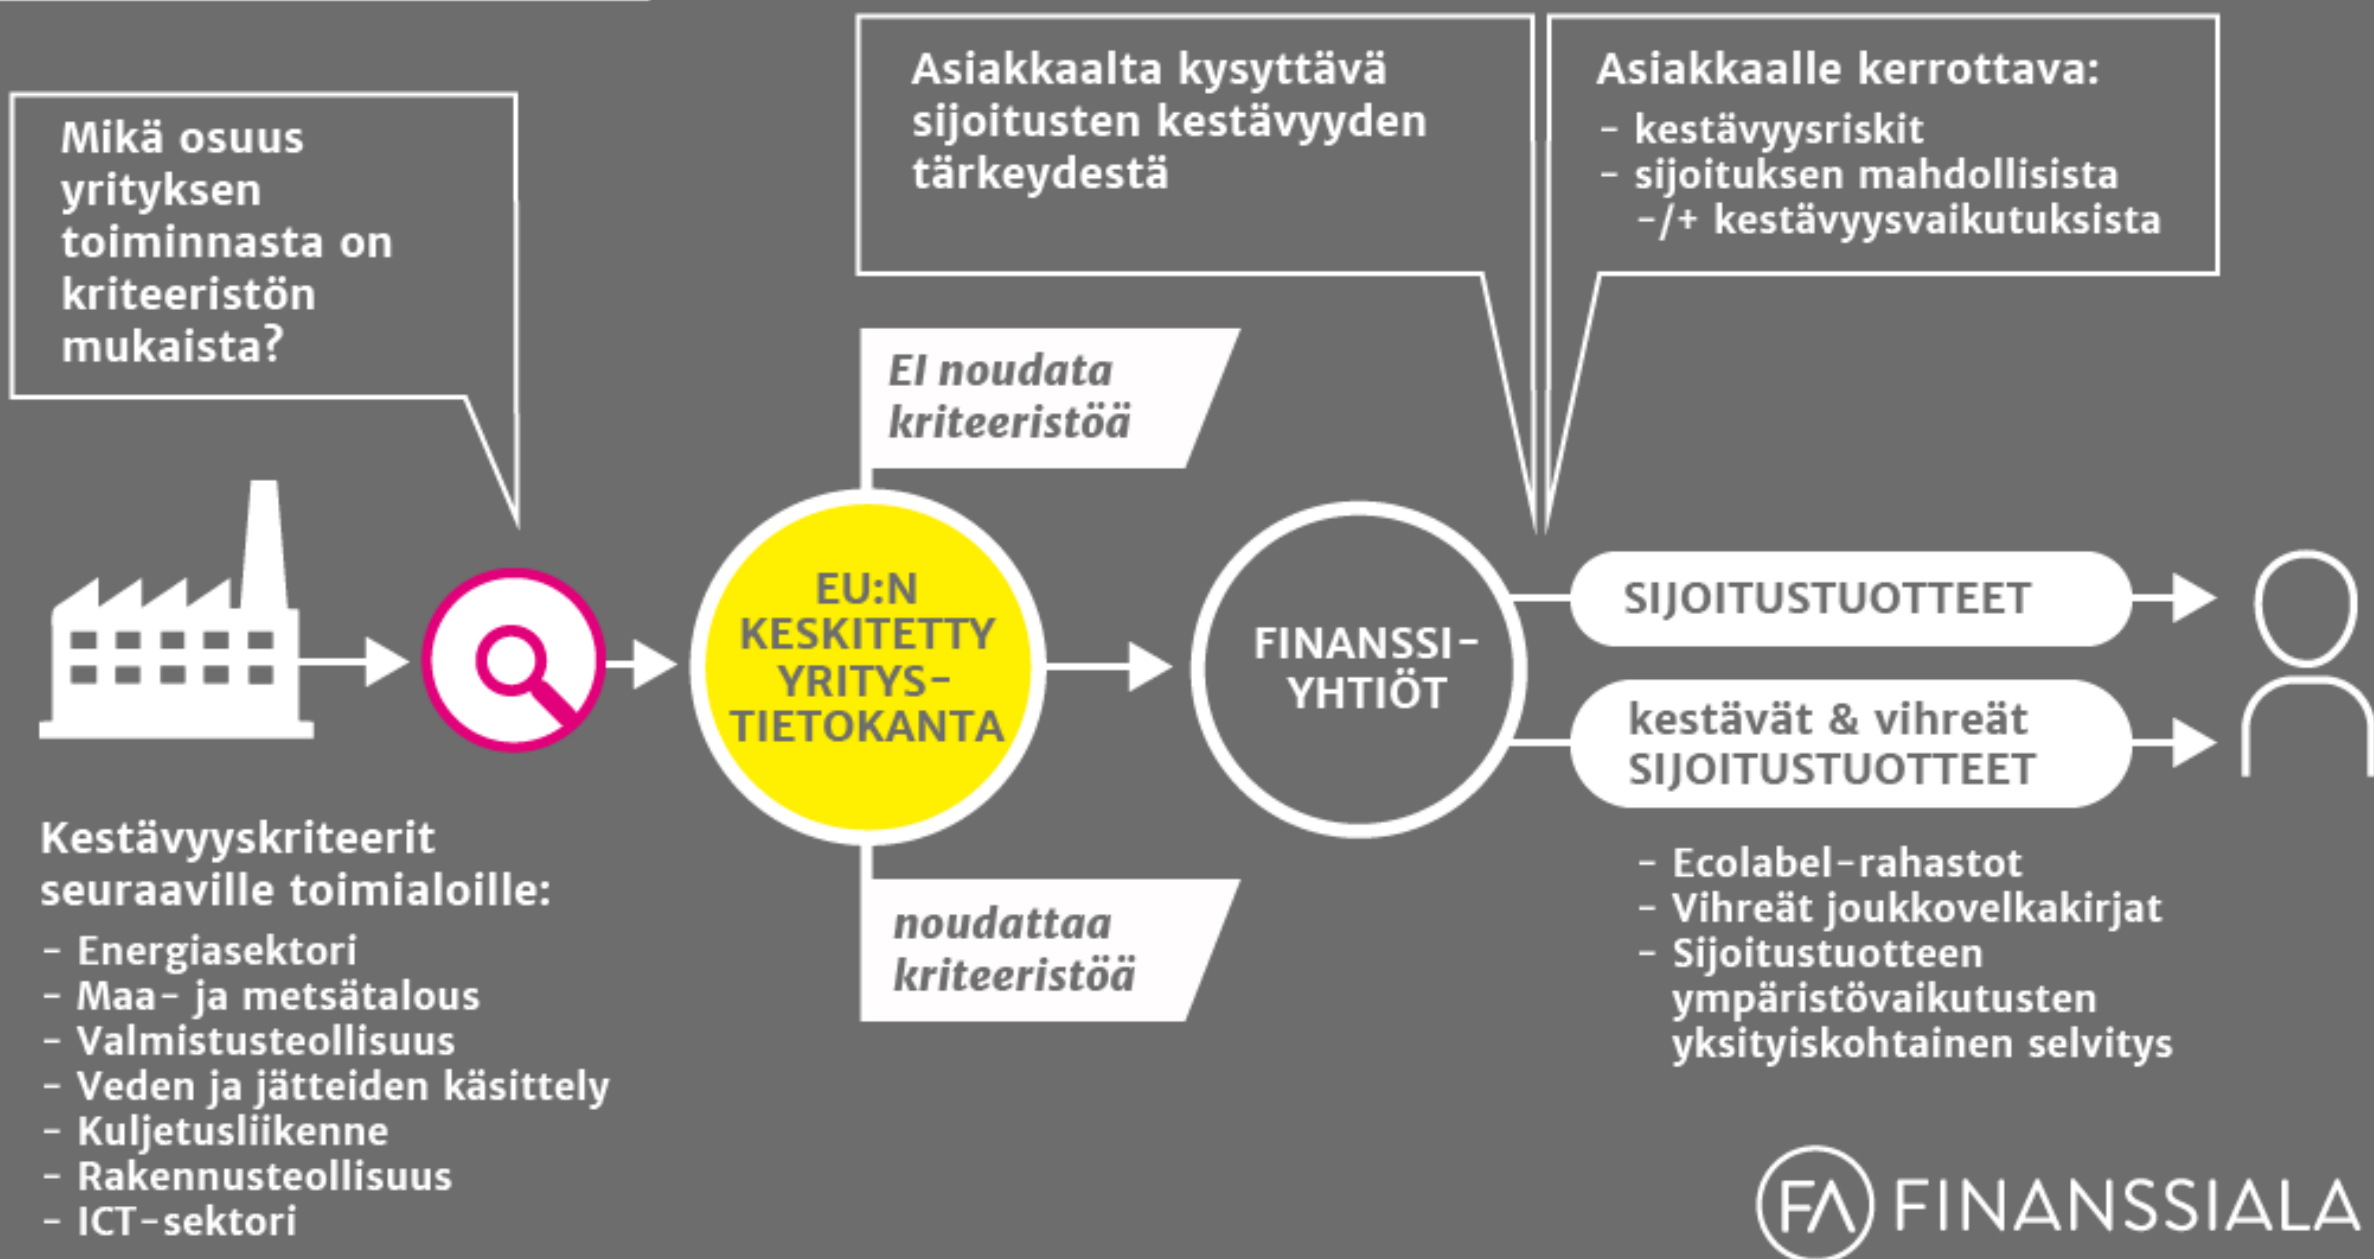 Mikä osuus
yrityksen
toiminnasta on
kriteeristön
mukaista?
Asiakkaalta kysyttävä
sijoitusten kestävyyden
tärkeydestä
Asiakkaalle kerrottava:
- kestävyysriskit
- sijoituksen mahdollisista
-/+ kestävyysvaikutuksista
EI noudata
kriteeristöä
EU:N
KESKITETTY
YRITYS-
TIETOKANTA
noudattaa
kriteeristöä
FINANSSI-
YHTIÖT
SIJOITUSTUOTTEET
kestävät & vihreät
SIJOITUSTUOTTEET
- Ecolabel-rahastot
- Vihreät joukkovelkakirjat
- Sijoitustuotteen
ympäristövaikutusten
yksityiskohtainen selvitys
Kestävyyskriteerit
seuraaville toimialoille:
- Energiasektori
- Maa- ja metsätalous
- Valmistusteollisuus
- Veden ja jätteiden käsittely
- Kuljetusliikenne
- Rakennusteollisuus
- ICT-sektori
FA FINANSSIALA